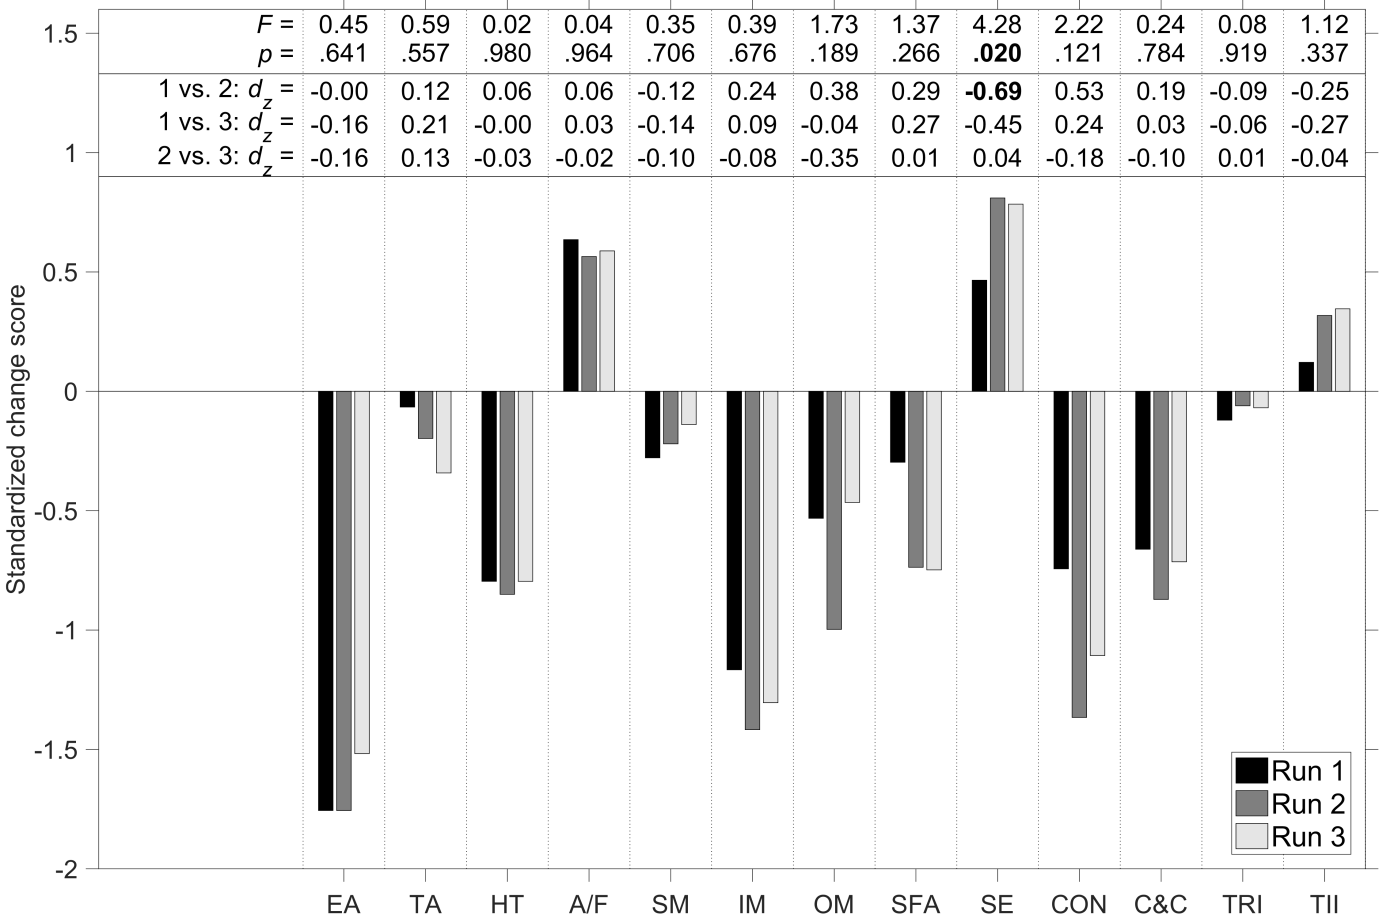 F = 0.45 0.59 0.02 0.04 0.35 0.39 1.73 1.37 4.28 2.22 0.24 0.08 1.12
p = .641 .557 .980 .964 .706 .676 .189 .266 .020 .121 .784 .919 .337
1 vs. 2: dz = -0.00 0.12 0.06 0.06 -0.12 0.24 0.38 0.29 -0.69 0.53 0.19 -0.09 -0.25
1 vs. 3: dz = -0.16 0.21 -0.00 0.03 -0.14 0.09 -0.04 0.27 -0.45 0.24 0.03 -0.06 -0.27
2 vs. 3: dz = -0.16 0.13 -0.03 -0.02 -0.10 -0.08 -0.35 0.01 0.04 -0.18 -0.10 0.01 -0.04
Standardized change score
1.5
1
0.5
0
-0.5
-1
-1.5
-2
Run 1
Run 2
Run 3
EA TA HT A/F SM IM OM SFA SE CON C&C TRI TII